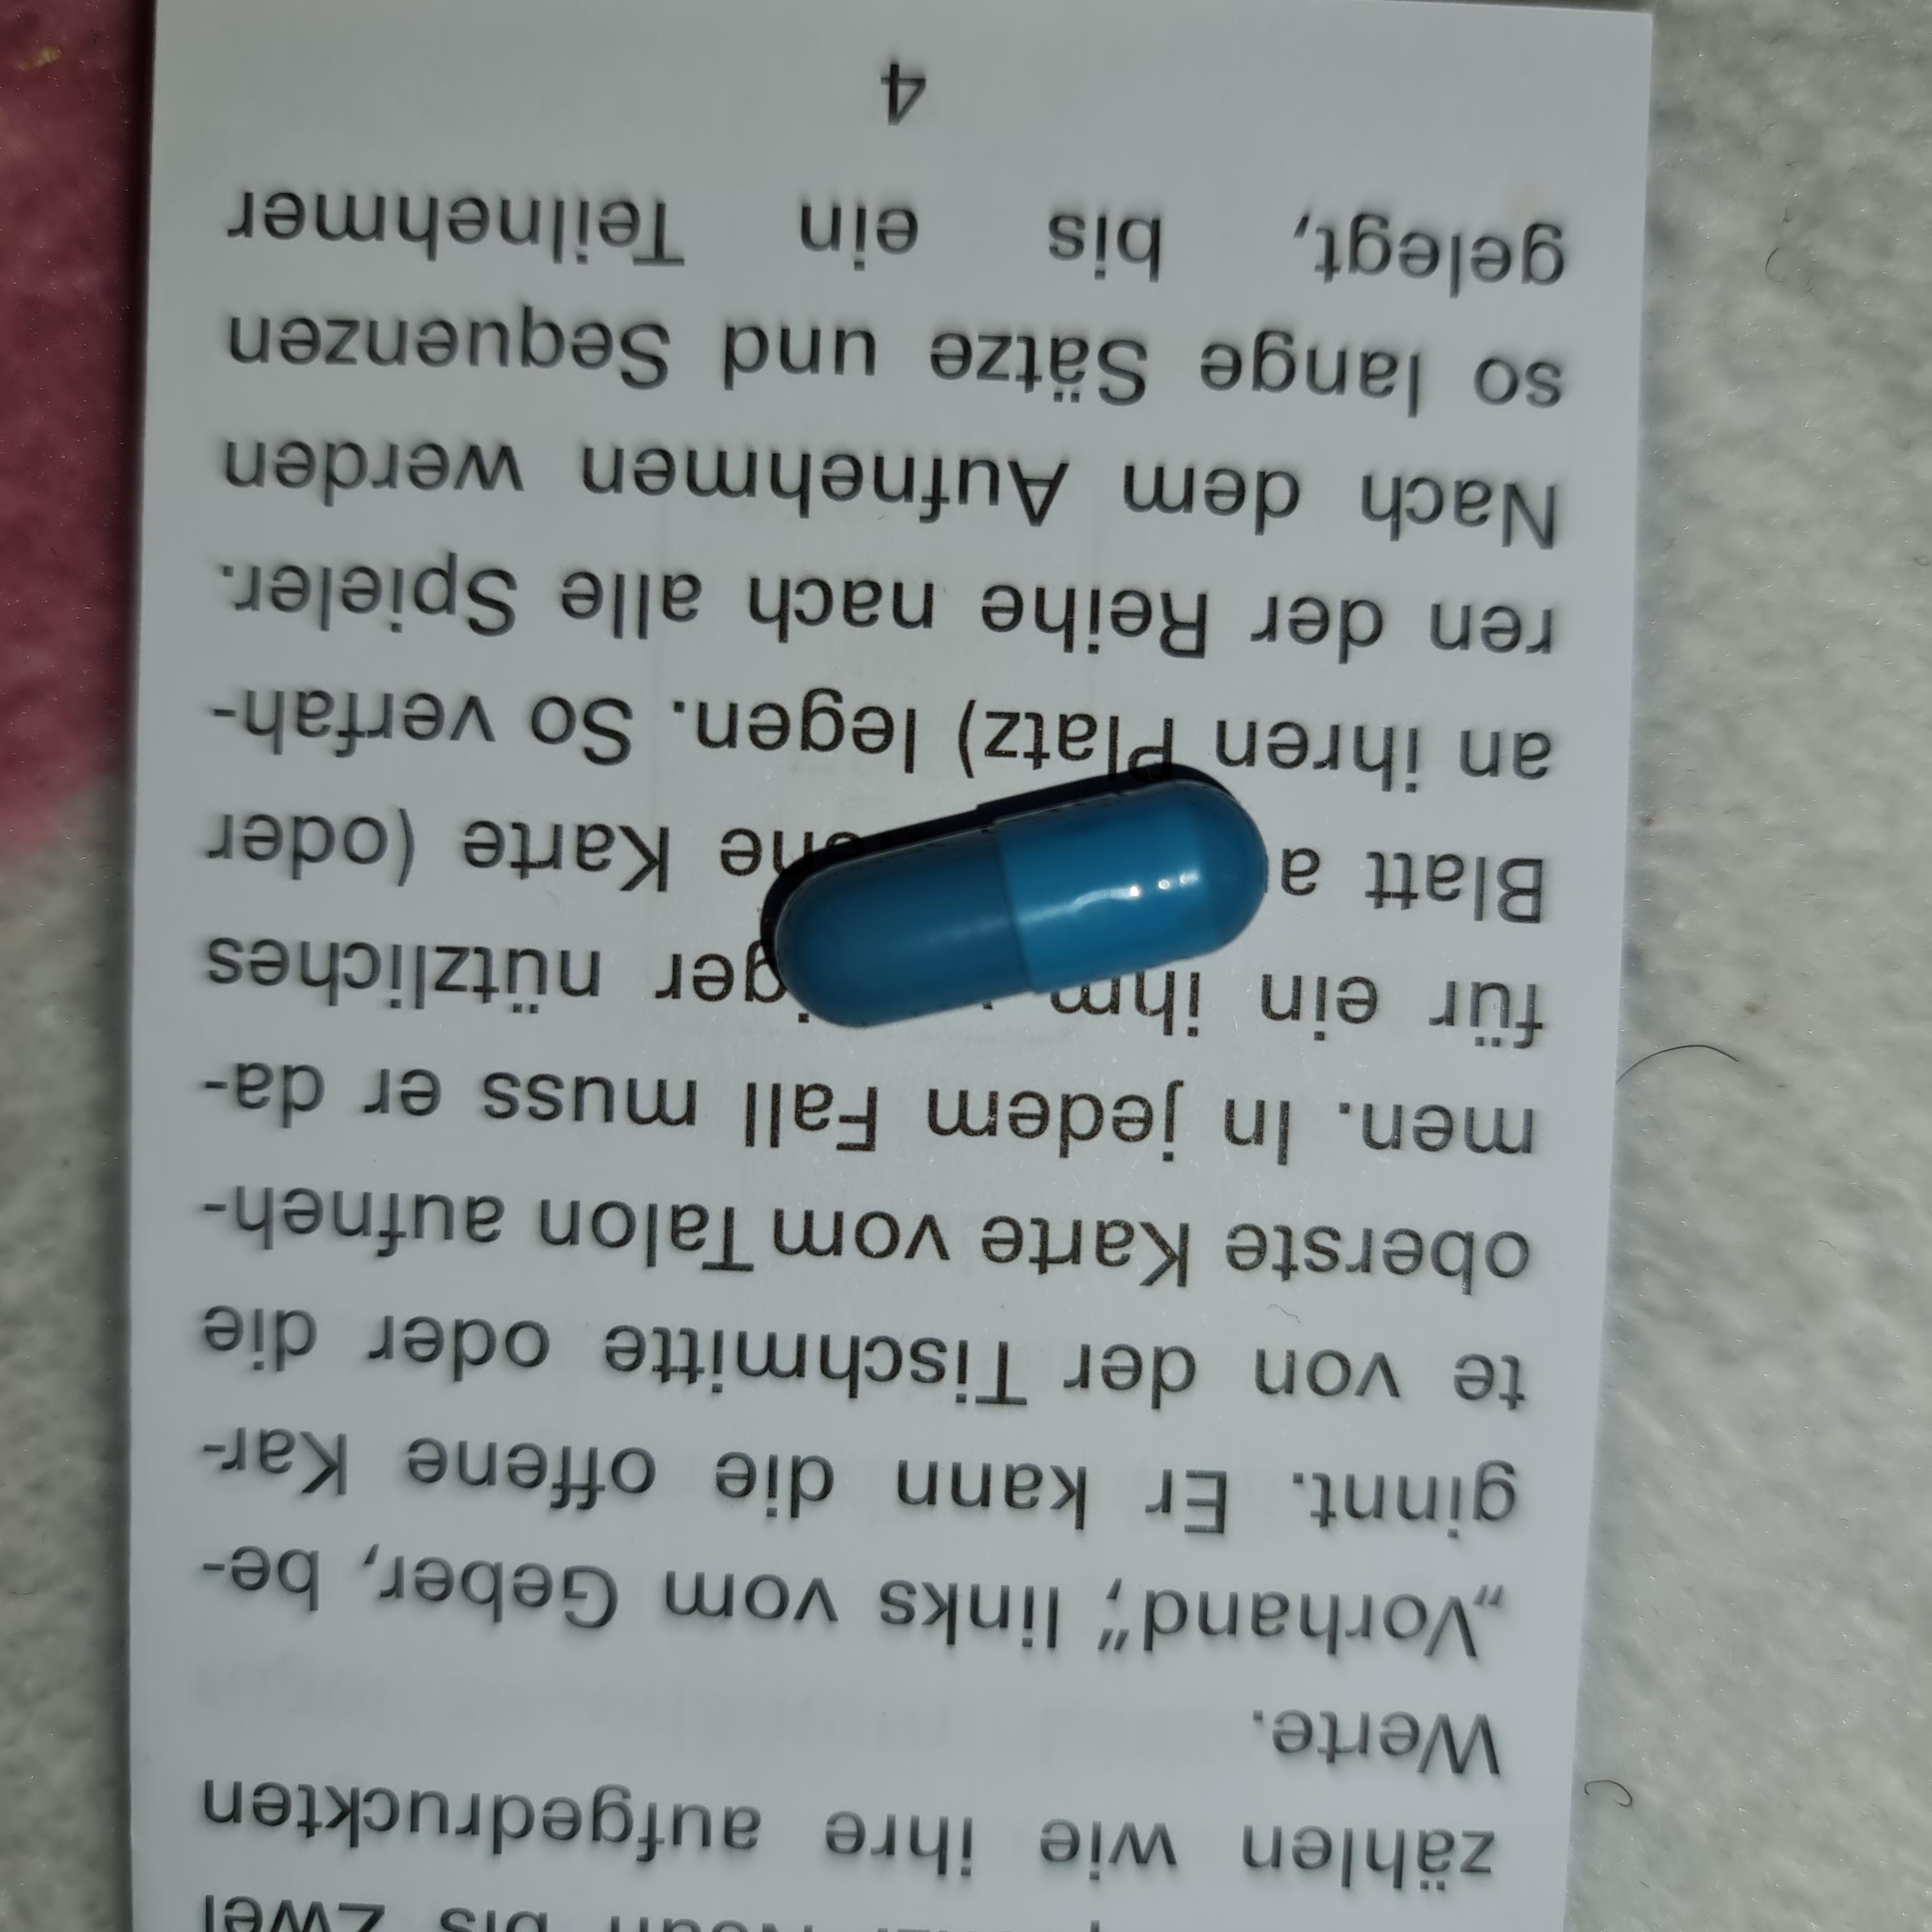 bis Zwei
zählen wie ihre aufgedruckten
Werte.
„Vorhand“, links vom Geber, be-
ginnt. Er kann die offene Kar-
te von der Tischmitte oder die
oberste Karte vom Talon aufneh-
men. In jedem Fall muss er da-
für ein ihm nützliches
Blatt Karte (oder
an ihren Platz) legen. So verfah-
ren der Reihe nach alle Spieler.
Nach dem Aufnehmen werden
so lange Sätze und Sequenzen
gelegt, bis ein Teilnehmer
4